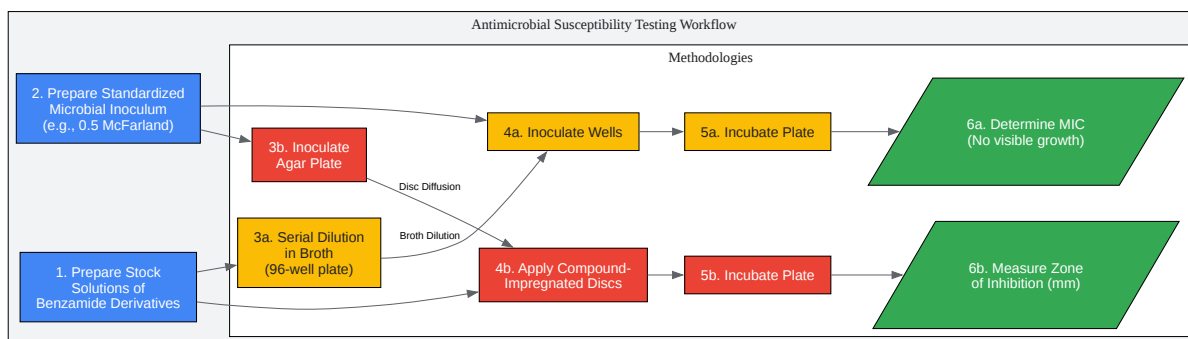 Antimicrobial Susceptibility Testing Workflow
Methodologies
2. Prepare Standardized
Microbial Inoculum
(e.g., 0.5 McFarland)
3b. Inoculate
Agar Plate
4a. Inoculate Wells
5a. Incubate Plate
6a. Determine MIC
(No visible growth)
Disc Diffusion
Broth Dilution
1. Prepare Stock
Solutions of
Benzamide Derivatives
3a. Serial Dilution
in Broth
(96-well plate)
4b. Apply Compound-
Impregnated Discs
5b. Incubate Plate
6b. Measure Zone
of Inhibition (mm)